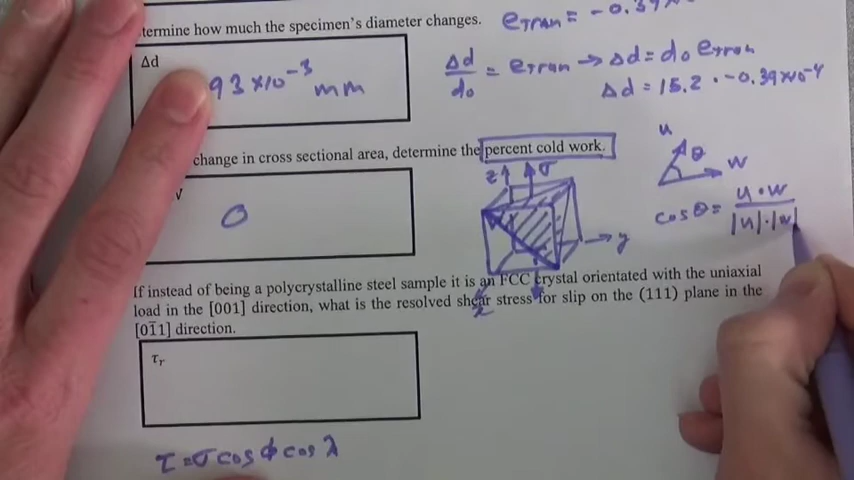 termine how much the specimen's diameter changes.
e_TRAN = -0.39×
Δd
93 ×10⁻³ mm
Δd/d₀ = e_TRAN → Δd = d₀ e_TRAN
Δd = 15.2 · -0.39×10⁻⁴
change in cross sectional area, determine the percent cold work.
W
0
z σ
y
x
u
θ
w
cos θ = u · w / |u| · |w|
If instead of being a polycrystalline steel sample it is an FCC crystal orientated with the uniaxial
load in the [001] direction, what is the resolved shear stress for slip on the (111) plane in the
[01̄1] direction.
τr
τ = σ cos ϕ cos λ